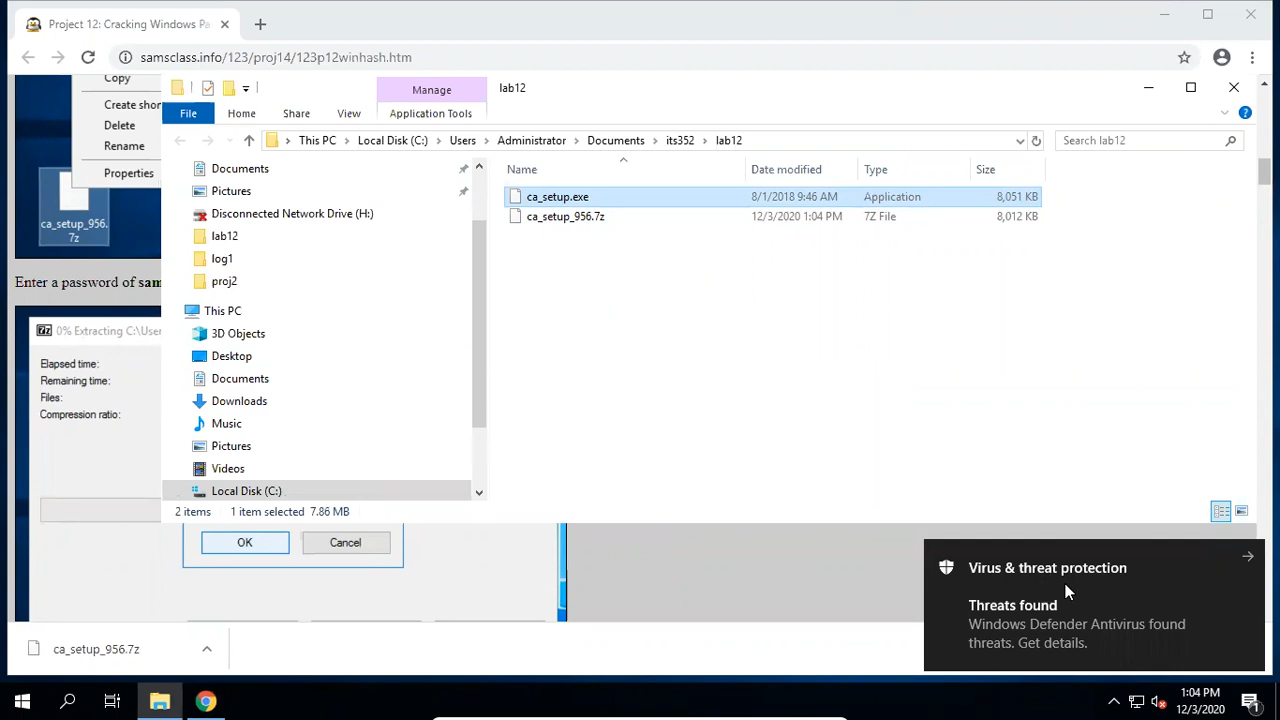 Project 12: Cracking Windows Pa
samsclass.info/123/proj14/123p12winhash.htm
Copy
Create shor
Delete
Rename
Properties
ca_setup_956.
7z
Enter a password of sam
7z 0% Extracting C:\User
Elapsed time:
Remaining time:
Files:
Compression ratio:
OK Cancel
Manage lab12
File Home Share View Application Tools
This PC > Local Disk (C:) > Users > Administrator > Documents > its352 > lab12
Search lab12
Documents
Pictures
Disconnected Network Drive (H:)
lab12
log1
proj2
This PC
3D Objects
Desktop
Documents
Downloads
Music
Pictures
Videos
Local Disk (C:)
Name Date modified Type Size
ca_setup.exe 8/1/2018 9:46 AM Application 8,051 KB
ca_setup_956.7z 12/3/2020 1:04 PM 7Z File 8,012 KB
2 items 1 item selected 7.86 MB
Virus & threat protection
Threats found
Windows Defender Antivirus found
threats. Get details.
ca_setup_956.7z
1:04 PM
12/3/2020
1